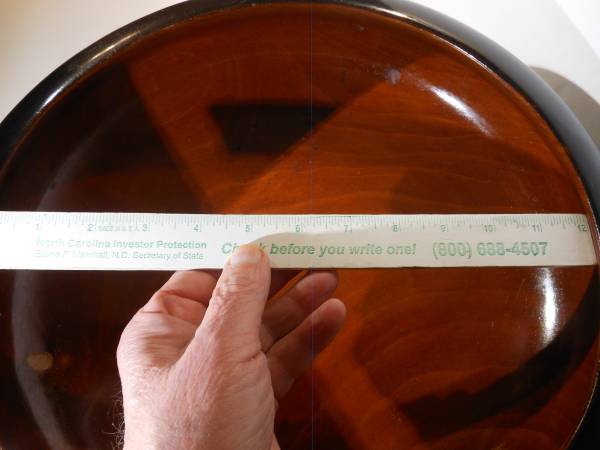 1 2 3 4 5 6 7 8 9 10 11 12
North Carolina Investor Protection
Elaine F. Marshall, N.C. Secretary of State
Check before you write one! (800) 688-4507